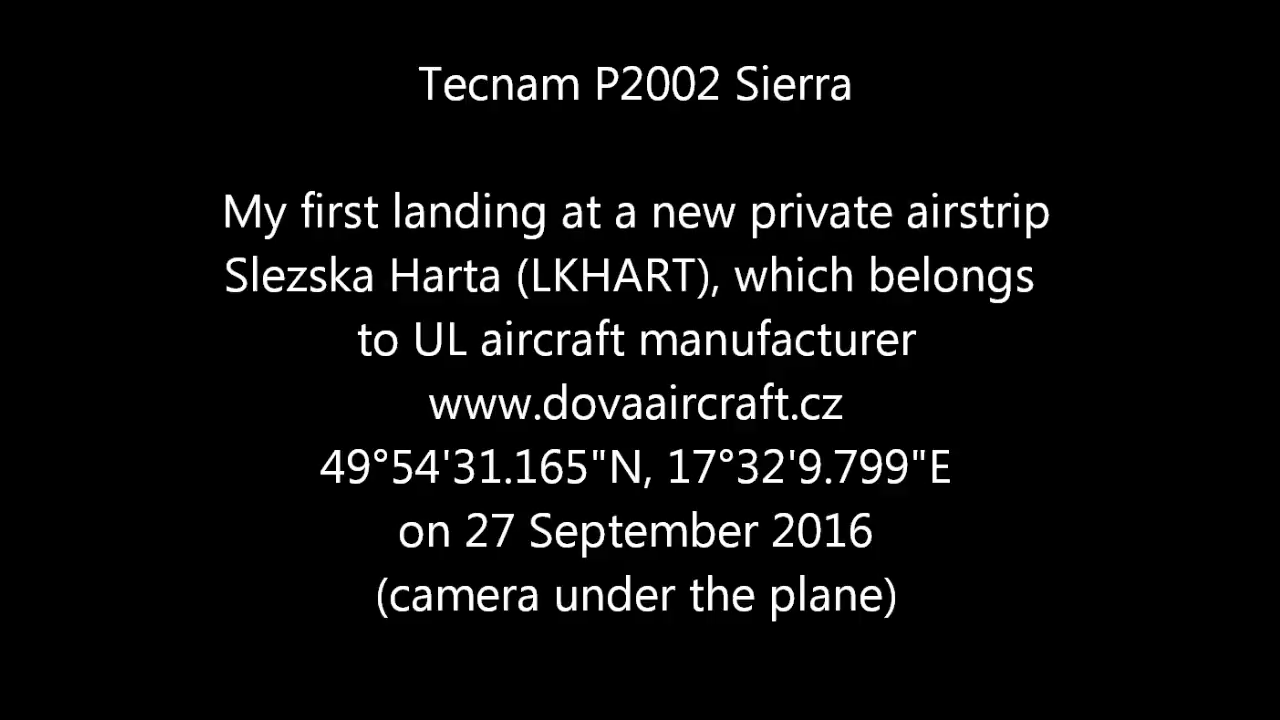 Tecnam P2002 Sierra
My first landing at a new private airstrip
Slezska Harta (LKHART), which belongs
to UL aircraft manufacturer
www.dovaaircraft.cz
49°54'31.165"N, 17°32'9.799"E
on 27 September 2016
(camera under the plane)